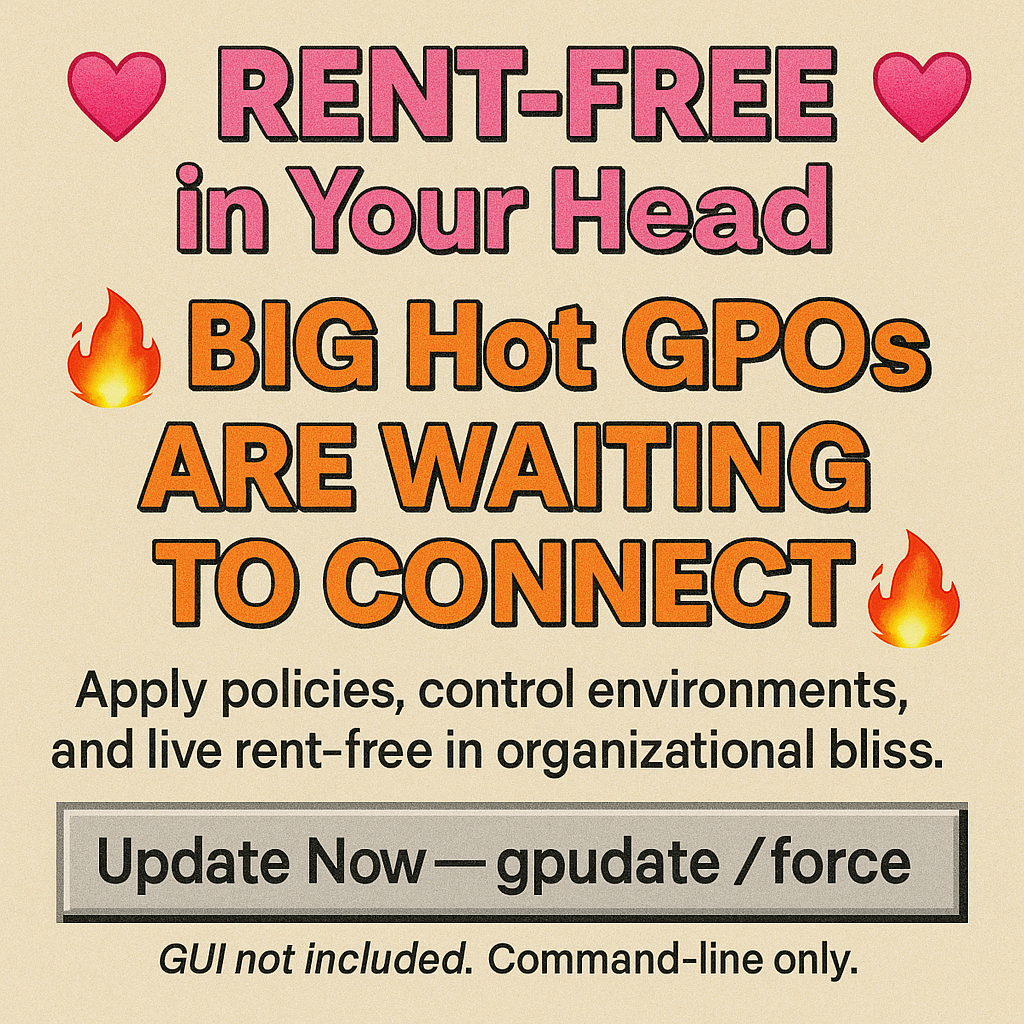 RENT-FREE
in Your Head
BIG Hot GPOs
ARE WAITING
TO CONNECT
Apply policies, control environments,
and live rent-free in organizational bliss.
Update Now — gpudate /force
GUI not included. Command-line only.